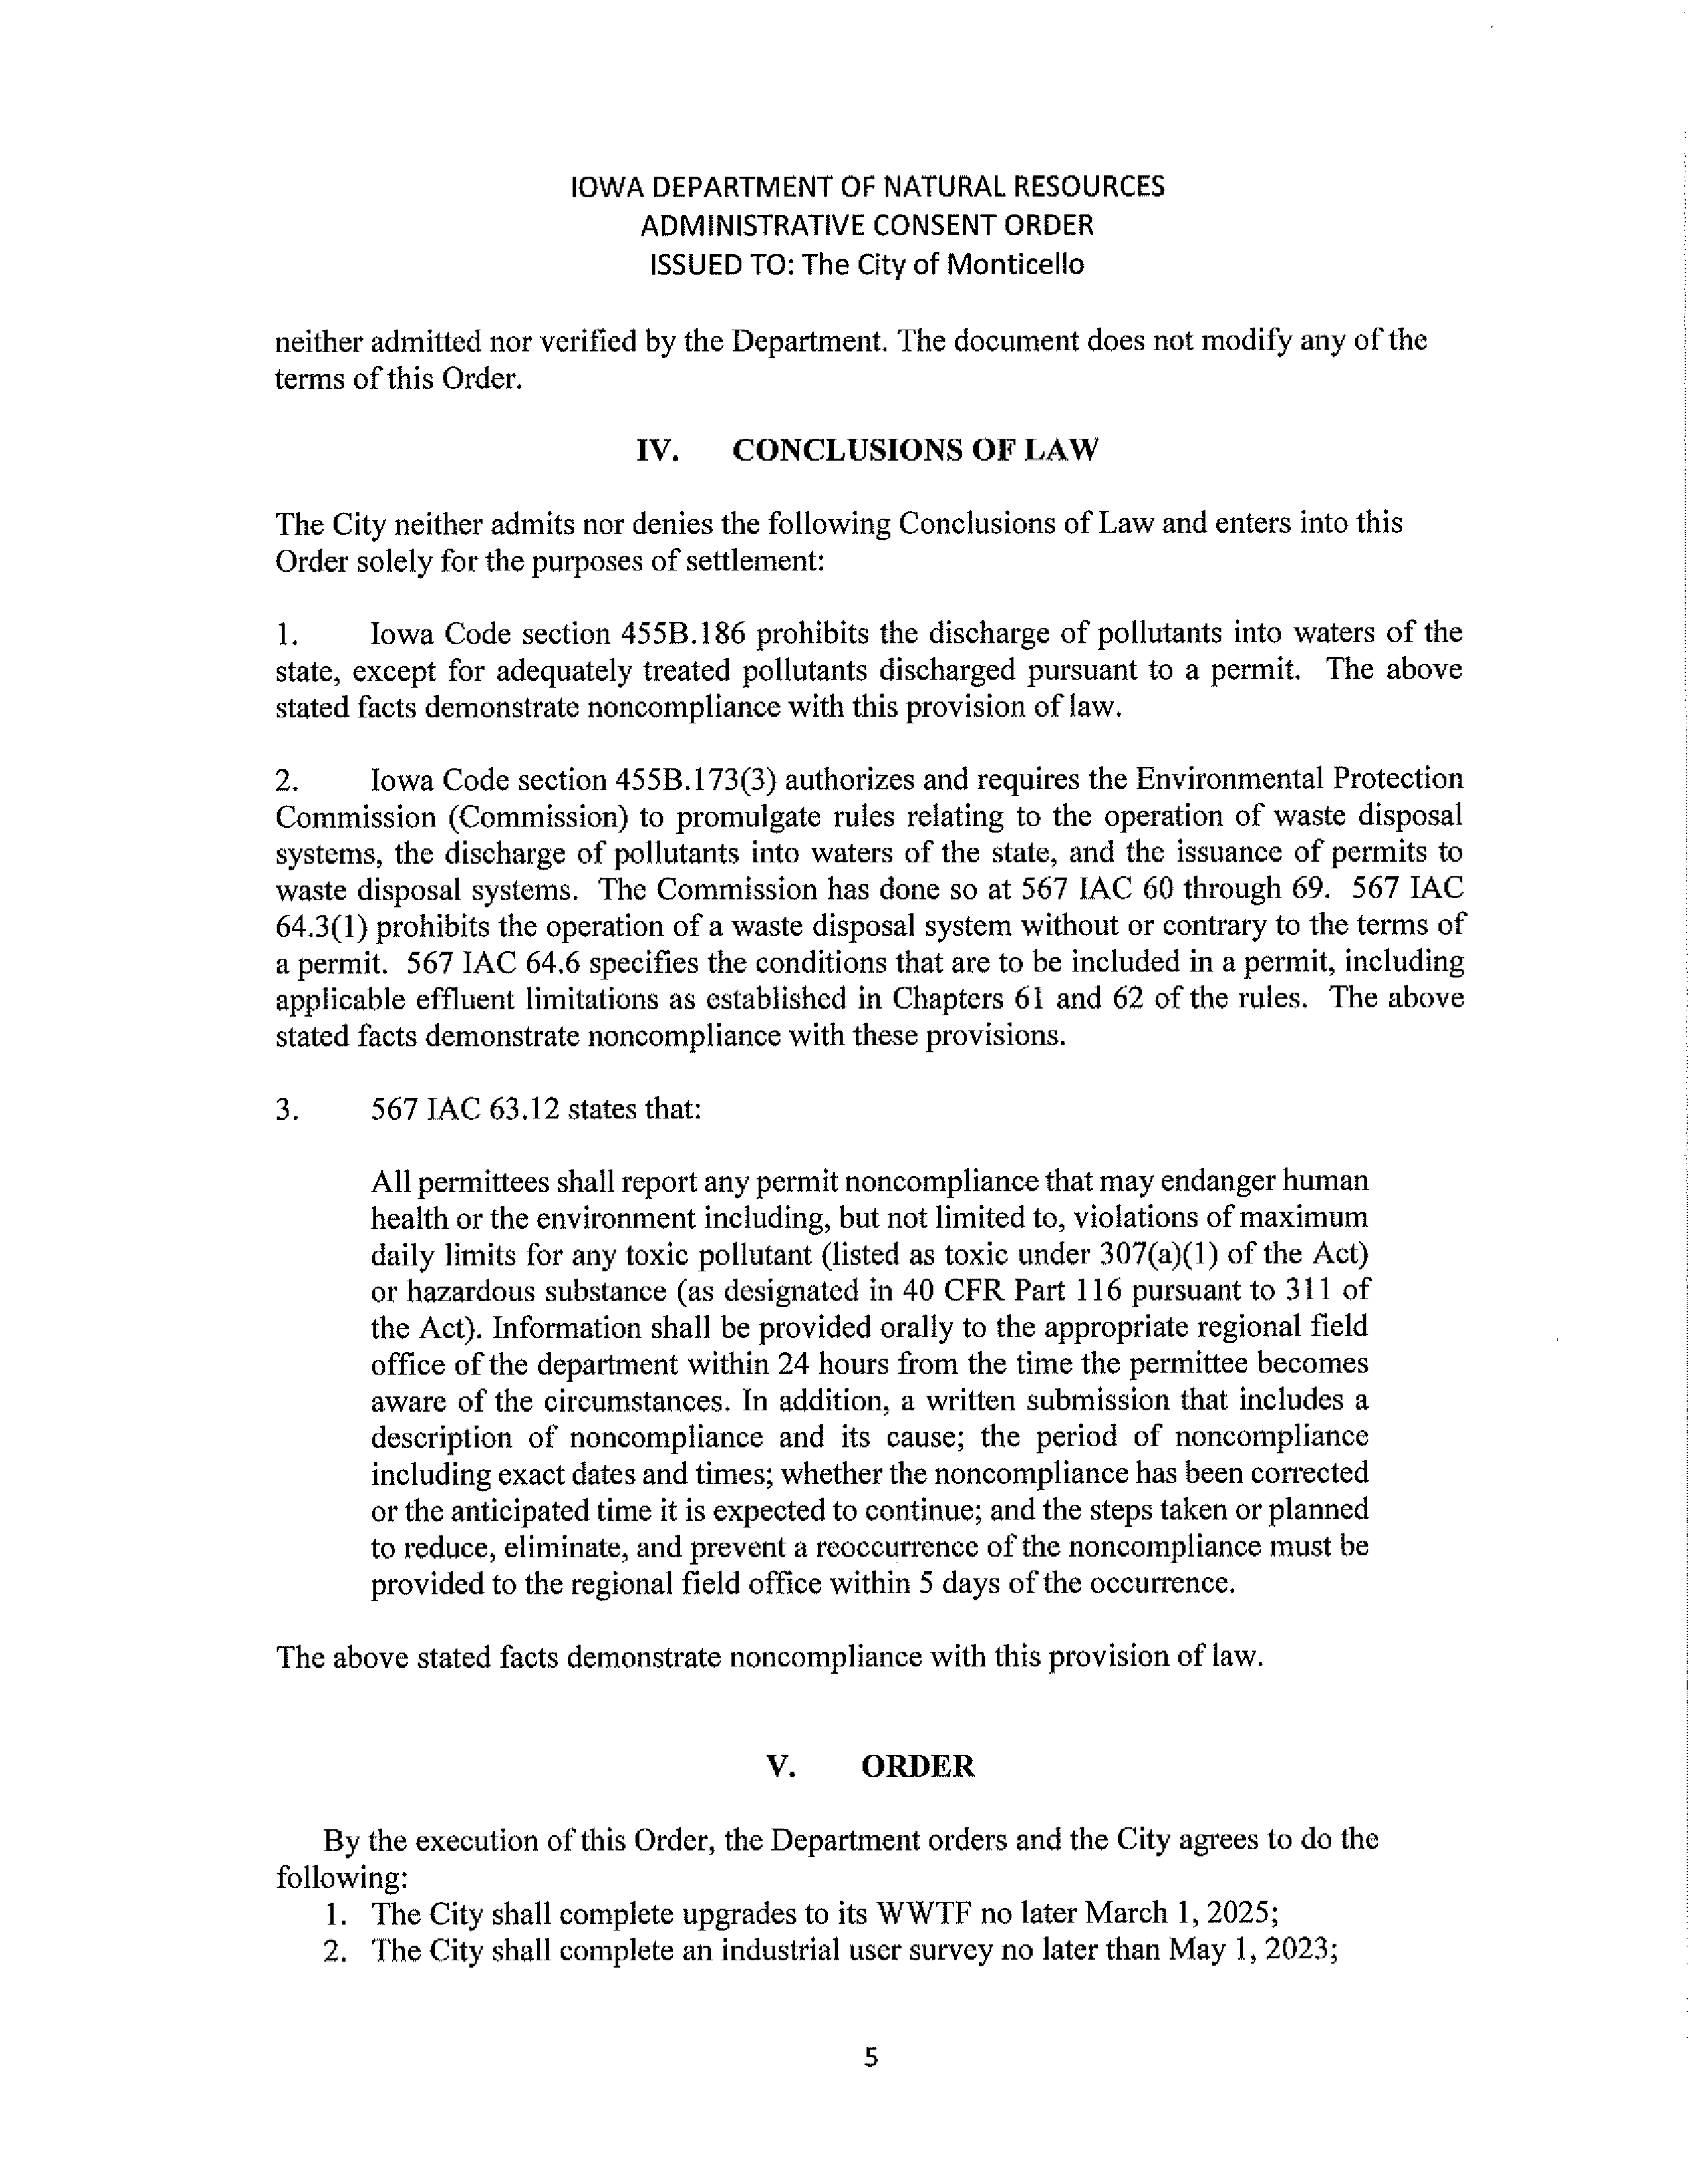 IOWA DEPARTMENT OF NATURAL RESOURCES
ADMINISTRATIVE CONSENT ORDER
ISSUED TO: The City of Monticello
neither admitted nor verified by the Department. The document does not modify any of the
terms of this Order.
IV. CONCLUSIONS OF LAW
The City neither admits nor denies the following Conclusions of Law and enters into this
Order solely for the purposes of settlement:
1. Iowa Code section 455B.186 prohibits the discharge of pollutants into waters of the
state, except for adequately treated pollutants discharged pursuant to a permit. The above
stated facts demonstrate noncompliance with this provision of law.
2. Iowa Code section 455B.173(3) authorizes and requires the Environmental Protection
Commission (Commission) to promulgate rules relating to the operation of waste disposal
systems, the discharge of pollutants into waters of the state, and the issuance of permits to
waste disposal systems. The Commission has done so at 567 IAC 60 through 69. 567 IAC
64.3(1) prohibits the operation of a waste disposal system without or contrary to the terms of
a permit. 567 IAC 64.6 specifies the conditions that are to be included in a permit, including
applicable effluent limitations as established in Chapters 61 and 62 of the rules. The above
stated facts demonstrate noncompliance with these provisions.
3. 567 IAC 63.12 states that:
All permittees shall report any permit noncompliance that may endanger human
health or the environment including, but not limited to, violations of maximum
daily limits for any toxic pollutant (listed as toxic under 307(a)(1) of the Act)
or hazardous substance (as designated in 40 CFR Part 116 pursuant to 311 of
the Act). Information shall be provided orally to the appropriate regional field
office of the department within 24 hours from the time the permittee becomes
aware of the circumstances. In addition, a written submission that includes a
description of noncompliance and its cause; the period of noncompliance
including exact dates and times; whether the noncompliance has been corrected
or the anticipated time it is expected to continue; and the steps taken or planned
to reduce, eliminate, and prevent a reoccurrence of the noncompliance must be
provided to the regional field office within 5 days of the occurrence.
The above stated facts demonstrate noncompliance with this provision of law.
V. ORDER
By the execution of this Order, the Department orders and the City agrees to do the
following:
1. The City shall complete upgrades to its WWTF no later March 1, 2025;
2. The City shall complete an industrial user survey no later than May 1, 2023;
5